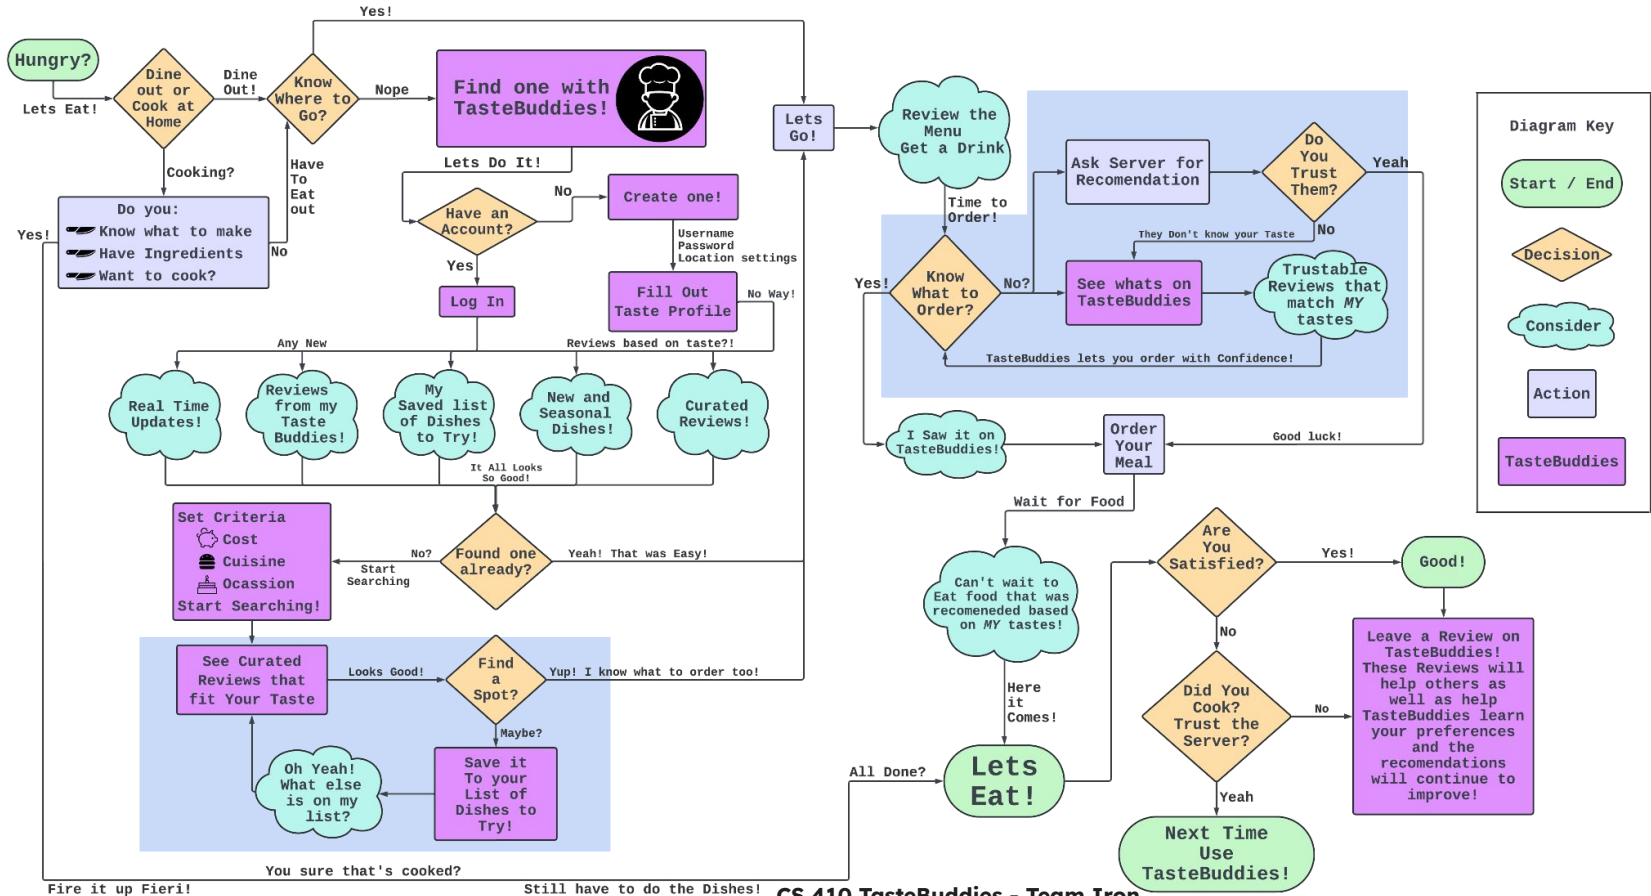 Yes!
Hungry?
Lets Eat!
Dine
out or
Cook at
Home
Dine
Out!
Know
Where to
Go?
Nope
Find one with
TasteBuddies!
Lets
Go!
Cooking?
Have
To
Eat
out
Do you:
Know what to make
Have Ingredients
Want to cook?
Yes!
No
Lets Do It!
Have an
Account?
No
Create one!
Username
Password
Location settings
Yes
Log In
Fill Out
Taste Profile
No Way!
Any New
Reviews based on taste?!
Real Time
Updates!
Reviews
from my
Taste
Buddies!
My
Saved list
of Dishes
to Try!
New and
Seasonal
Dishes!
Curated
Reviews!
It All Looks
So Good!
Set Criteria
Cost
Cuisine
Ocassion
Start Searching!
No?
Start
Searching
Found one
already?
Yeah! That was Easy!
See Curated
Reviews that
fit Your Taste
Looks Good!
Find
a
Spot?
Yup! I know what to order too!
Maybe?
Save it
To your
List of
Dishes to
Try!
Oh Yeah!
What else
is on my
list?
You sure that's cooked?
Fire it up Fieri!
Still have to do the Dishes!
All Done?
Review the
Menu
Get a Drink
Time to
Order!
Know
What to
Order?
Yes!
No?
Ask Server for
Recomendation
Do
You
Trust
Them?
Yeah
No
They Don't know your Taste
See whats on
TasteBuddies
Trustable
Reviews that
match MY
tastes
TasteBuddies lets you order with Confidence!
I Saw it on
TasteBuddies!
Order
Your
Meal
Good luck!
Wait for Food
Can't wait to
Eat food that was
recomeneded based
on MY tastes!
Here
it
Comes!
Lets
Eat!
Are
You
Satisfied?
Yes!
Good!
No
Did You
Cook?
Trust the
Server?
No
Yeah
Leave a Review on
TasteBuddies!
These Reviews will
help others as
well as help
TasteBuddies learn
your preferences
and the
recomendations
will continue to
improve!
Next Time
Use
TasteBuddies!
Diagram Key
Start / End
Decision
Consider
Action
TasteBuddies
CS 410 TasteBuddies - Team Iron